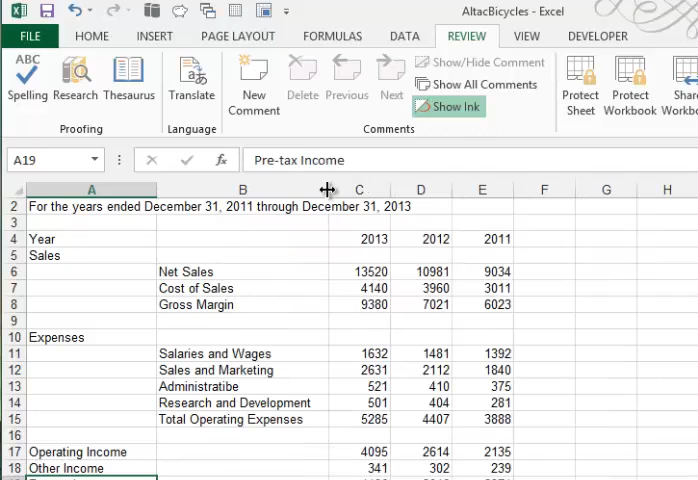 AltacBicycles - Excel
FILE HOME INSERT PAGE LAYOUT FORMULAS DATA REVIEW VIEW DEVELOPER
ABC
Spelling Research Thesaurus Translate New Comment Delete Previous Next Show/Hide Comment
Show All Comments
Show Ink
Protect Sheet Protect Workbook
Proofing Language Comments
A19 fx Pre-tax Income
A B C D E F G H
2 For the years ended December 31, 2011 through December 31, 2013
3
4 Year 2013 2012 2011
5 Sales
6 Net Sales 13520 10981 9034
7 Cost of Sales 4140 3960 3011
8 Gross Margin 9380 7021 6023
9
10 Expenses
11 Salaries and Wages 1632 1481 1392
12 Sales and Marketing 2631 2112 1840
13 Administratibe 521 410 375
14 Research and Development 501 404 281
15 Total Operating Expenses 5285 4407 3888
16
17 Operating Income 4095 2614 2135
18 Other Income 341 302 239